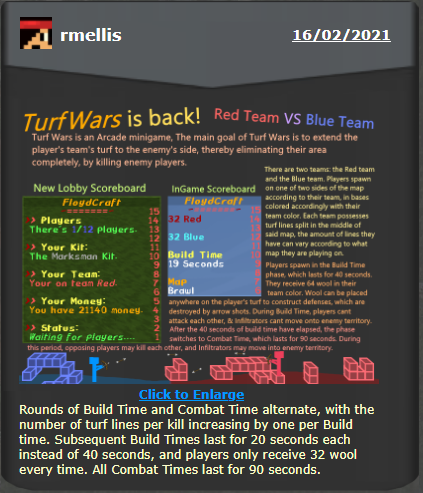 rmellis 16/02/2021
TurfWars is back! Red Team VS Blue Team
Turf Wars is an Arcade minigame, The main goal of Turf Wars is to extend the
player's team's turf to the enemy's side, thereby eliminating their area
completely, by killing enemy players.
There are two teams: the Red team
and the Blue team. Players spawn
on one of two sides of the map
according to their team, in bases
colored accordingly with their
team color. Each team possesses
turf lines split in the middle of
said map, the amount of lines they
have can vary according to what
map they are playing on.
New Lobby Scoreboard
FloydCraft
======= 15
> Players 14
There's 1/12 Players. 13
12
> Your Kit: 11
The Marksman Kit. 10
9
> Your Team: 8
Your on team Red. 7
6
> Your Money: 5
You have 21140 money. 4
3
> Status: 2
Waiting for Players.... 1
InGame Scoreboard
FloydCraft
======= 15
32 Red 14
32 Blue
Build Time 10
19 Seconds
Map
Brawl
Players spawn in the Build Time
phase, which lasts for 40 seconds.
They receive 64 wool in their
team color. Wool can be placed
anywhere on the player's turf to construct defenses, which are
destroyed by arrow shots. During Build Time, players cant
attack each other, & Infiltrators cant move onto enemy territory.
After the 40 seconds of build time have elapsed, the
phase switches to Combat Time, which lasts for 90 seconds. During
this period, opposing players may kill each other, and Infiltrators may move into enemy territory.
Click to Enlarge
Rounds of Build Time and Combat Time alternate, with the
number of turf lines per kill increasing by one per Build
time. Subsequent Build Times last for 20 seconds each
instead of 40 seconds, and players only receive 32 wool
every time. All Combat Times last for 90 seconds.